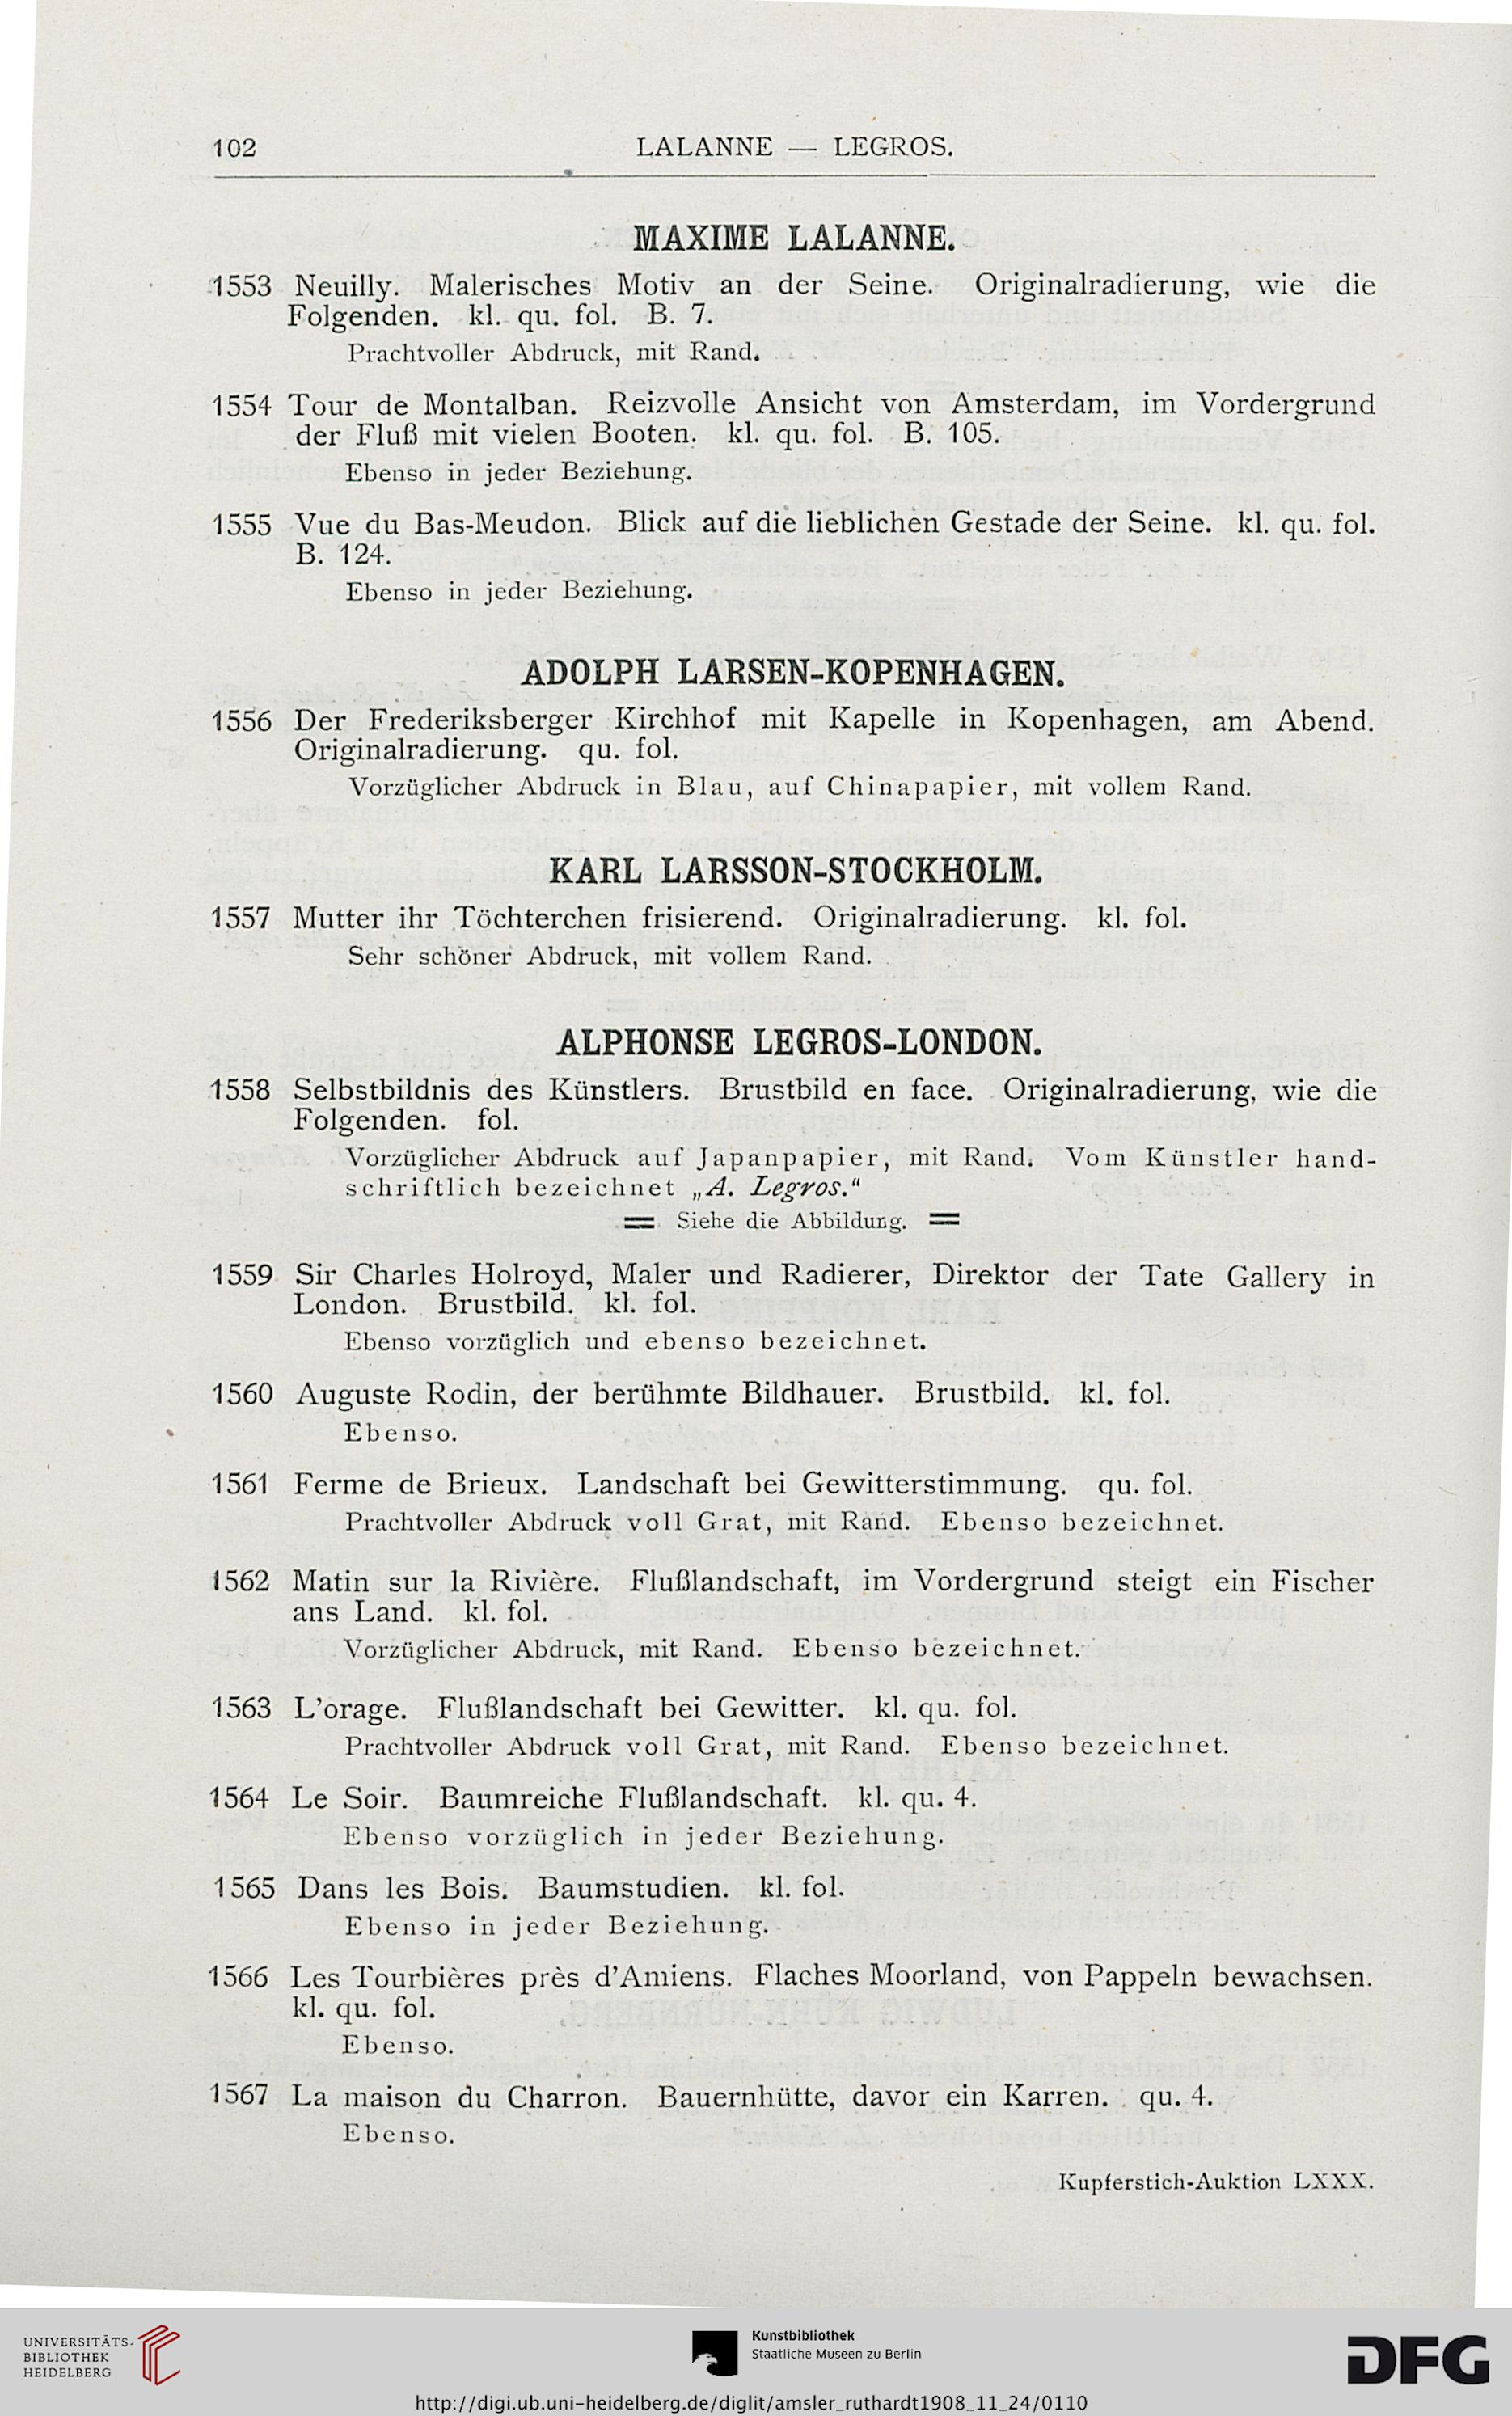 102 LALANNE — LEGROS.
MAXIME LALANNE.
1553 Neuilly. Malerisches Motiv an der Seine. Originalradierung, wie die
Folgenden. kl. qu. fol. B. 7.
Prachtvoller Abdruck, mit Rand.
1554 Tour de Montalban. Reizvolle Ansicht von Amsterdam, im Vordergrund
der Fluß mit vielen Booten. kl. qu. fol. B. 105.
Ebenso in jeder Beziehung.
1555 Vue du Bas-Meudon. Blick auf die lieblichen Gestade der Seine. kl. qu. fol.
B. 124.
Ebenso in jeder Beziehung.
ADOLPH LARSEN-KOPENHAGEN.
1556 Der Frederiksberger Kirchhof mit Kapelle in Kopenhagen, am Abend.
Originalradierung. qu. fol.
Vorzüglicher Abdruck in Blau, auf Chinapapier, mit vollem Rand.
KARL LARSSON-STOCKHOLM.
1557 Mutter ihr Töchterchen frisierend. Originalradierung. kl. fol.
Sehr schöner Abdruck, mit vollem Rand.
ALPHONSE LEGROS-LONDON.
1558 Selbstbildnis des Künstlers. Brustbild en face. Originalradierung, wie die
Folgenden. fol.
Vorzüglicher Abdruck auf Japanpapier, mit Rand. Vom Künstler hand-
schriftlich bezeichnet „A. Legros.“
= Siehe die Abbildung. =
1559 Sir Charles Holroyd, Maler und Radierer, Direktor der Tate Gallery in
London. Brustbild. kl. fol.
Ebenso vorzüglich und ebenso bezeichnet.
1560 Auguste Rodin, der berühmte Bildhauer. Brustbild. kl. fol.
Ebenso.
1561 Ferme de Brieux. Landschaft bei Gewitterstimmung. qu. fol.
Prachtvoller Abdruck voll Grat, mit Rand. Ebenso bezeichnet.
1562 Matin sur la Rivière. Flußlandschaft, im Vordergrund steigt ein Fischer
ans Land. kl. fol.
Vorzüglicher Abdruck, mit Rand. Ebenso bezeichnet.
1563 L’orage. Flußlandschaft bei Gewitter. kl. qu. fol.
Prachtvoller Abdruck voll Grat, mit Rand. Ebenso bezeichnet.
1564 Le Soir. Baumreiche Flußlandschaft. kl. qu. 4.
Ebenso vorzüglich in jeder Beziehung.
1565 Dans les Bois. Baumstudien. kl. fol.
Ebenso in jeder Beziehung.
1566 Les Tourbières près d’Amiens. Flaches Moorland, von Pappeln bewachsen.
kl. qu. fol.
Ebenso.
1567 La maison du Charron. Bauernhütte, davor ein Karren. qu. 4.
Ebenso.
Kupferstich-Auktion LXXX.
UNIVERSITÄTS-
BIBLIOTHEK
HEIDELBERG
Kunstbibliothek
Staatliche Museen zu Berlin
DFG
http://digi.ub.uni-heidelberg.de/diglit/amsler_ruthardt1908_11_24/0110